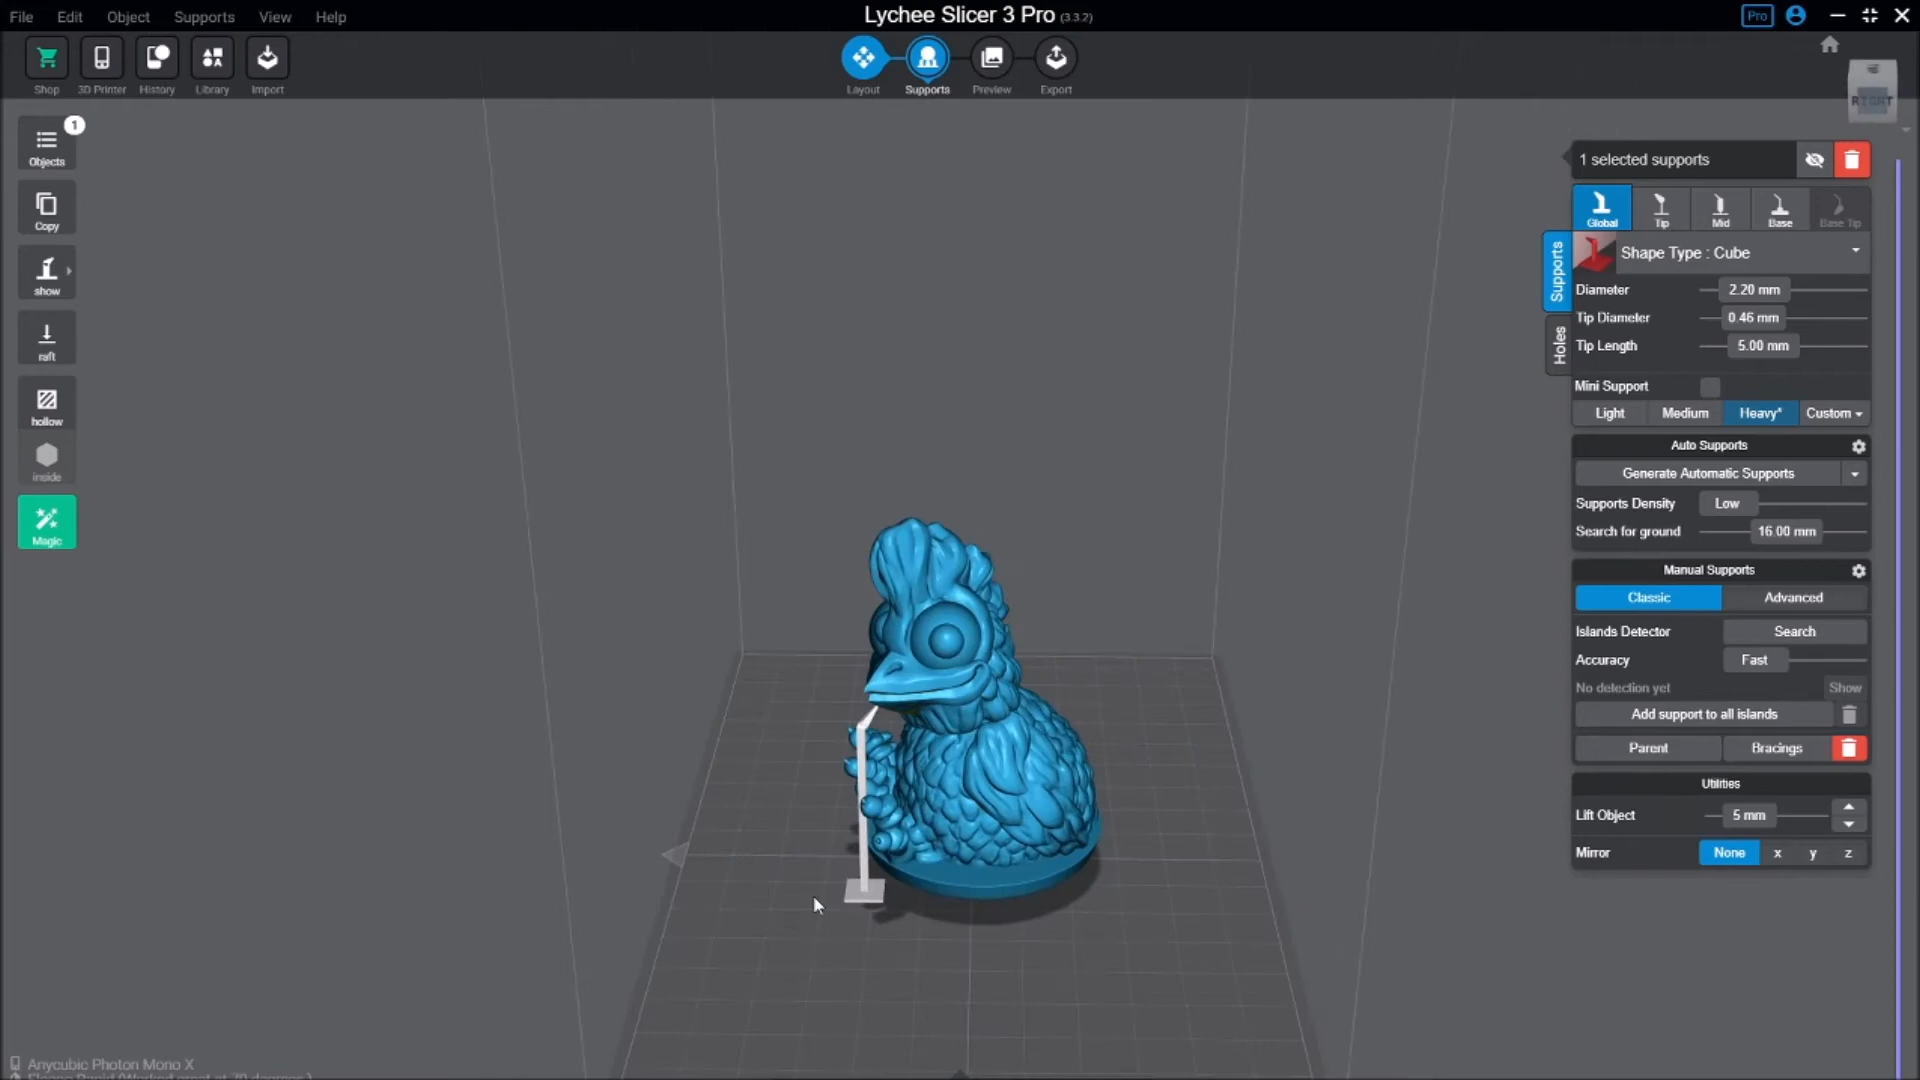 File Edit Object Supports View Help
Lychee Slicer 3 Pro (3.3.2)
Pro
Shop 3D Printer History Library Import
Layout Supports Preview Export
RIGHT
1
Objects
Copy
show
raft
hollow
inside
Magic
1 selected supports
Global Tip Mid Base Base Tip
Supports
Holes
Shape Type : Cube
Diameter 2.20 mm
Tip Diameter 0.46 mm
Tip Length 5.00 mm
Mini Support
Light Medium Heavy* Custom
Auto Supports
Generate Automatic Supports
Supports Density Low
Search for ground 16.00 mm
Manual Supports
Classic Advanced
Islands Detector Search
Accuracy Fast
No detection yet Show
Add support to all islands
Parent Bracings
Utilities
Lift Object 5 mm
Mirror None x y z
Anycubic Photon Mono X